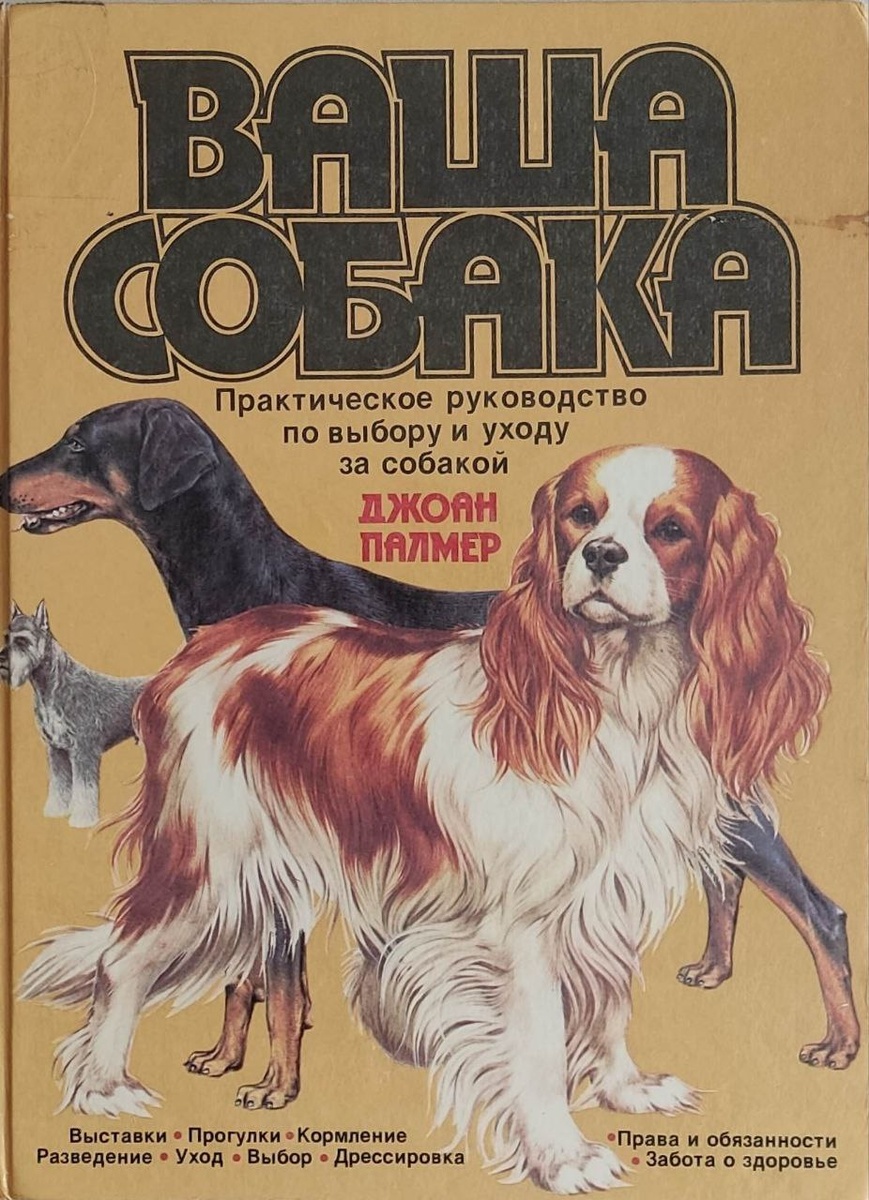 ВАША
СОБАКА
Практическое руководство
по выбору и уходу
за собакой
ДЖОАН
ПАЛМЕР
Выставки • Прогулки • Кормление
Разведение • Уход • Выбор • Дрессировка
• Права и обязанности
• Забота о здоровье